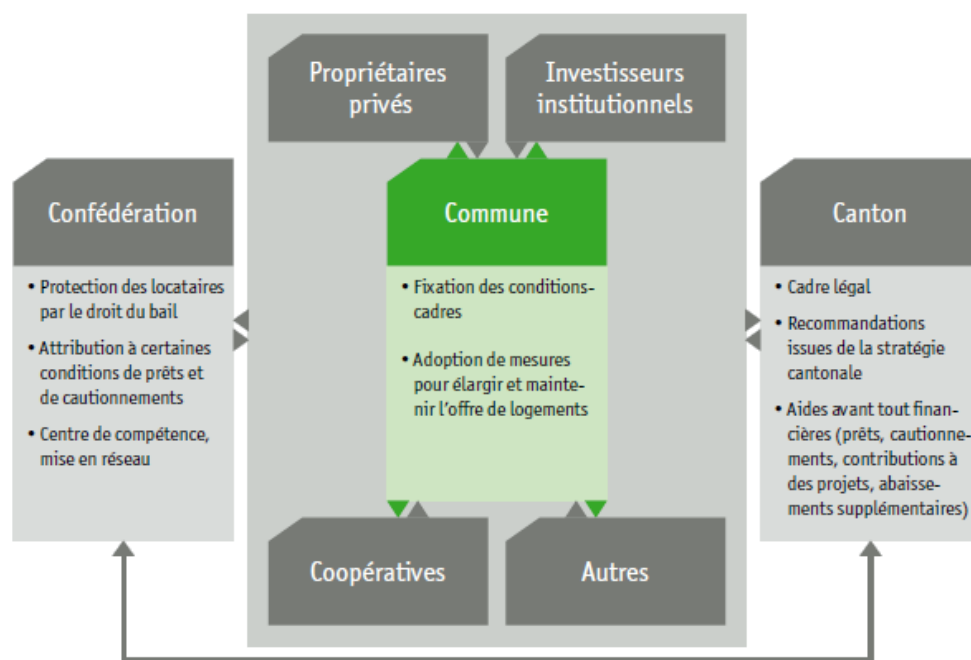 Propriétaires
privés
Investisseurs
institutionnels
Confédération
• Protection des locataires
par le droit du bail
• Attribution à certaines
conditions de prêts et
de cautionnements
• Centre de compétence,
mise en réseau
Commune
• Fixation des conditions-
cadres
• Adoption de mesures
pour élargir et mainte-
nir l'offre de logements
Canton
• Cadre légal
• Recommandations
issues de la stratégie
cantonale
• Aides avant tout finan-
cières (prêts, cautionne-
ments, contributions à
des projets, abaisse-
ments supplémentaires)
Coopératives
Autres